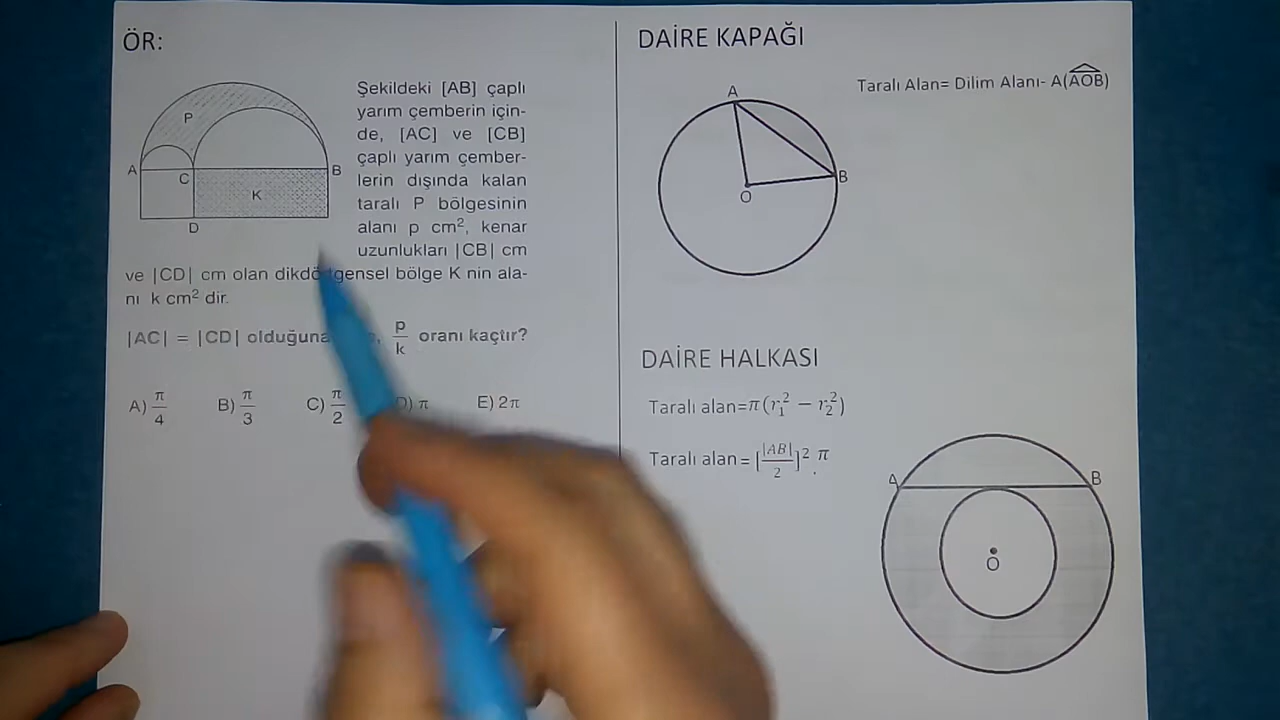 ÖR:
P
A
C
B
K
D
Şekildeki [AB] çaplı
yarım çemberin için-
de, [AC] ve [CB]
çaplı yarım çember-
lerin dışında kalan
taralı P bölgesinin
alanı p cm², kenar
uzunlukları |CB| cm
ve |CD| cm olan dikdörtgensel bölge K nin ala-
nı k cm² dir.
|AC| = |CD| p/k oranı kaçtır?
A) π/4 B) π/3 C) π/2 D) π E) 2π
DAİRE KAPAĞI
Taralı Alan= Dilim Alanı- A(AOB)
A
B
O
DAİRE HALKASI
Taralı alan=π(r₁² − r₂²)
Taralı alan= [|AB|/2]² . π
A
B
O